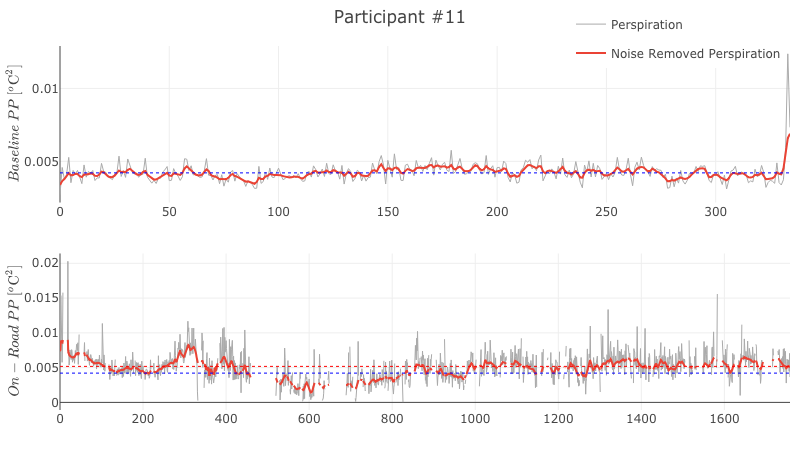 Participant #11
Perspiration
Noise Removed Perspiration
Baseline PP [°C²]
0.01
0.005
0 50 100 150 200 250 300
On − Road PP [°C²]
0.02
0.015
0.01
0.005
0
0 200 400 600 800 1000 1200 1400 1600